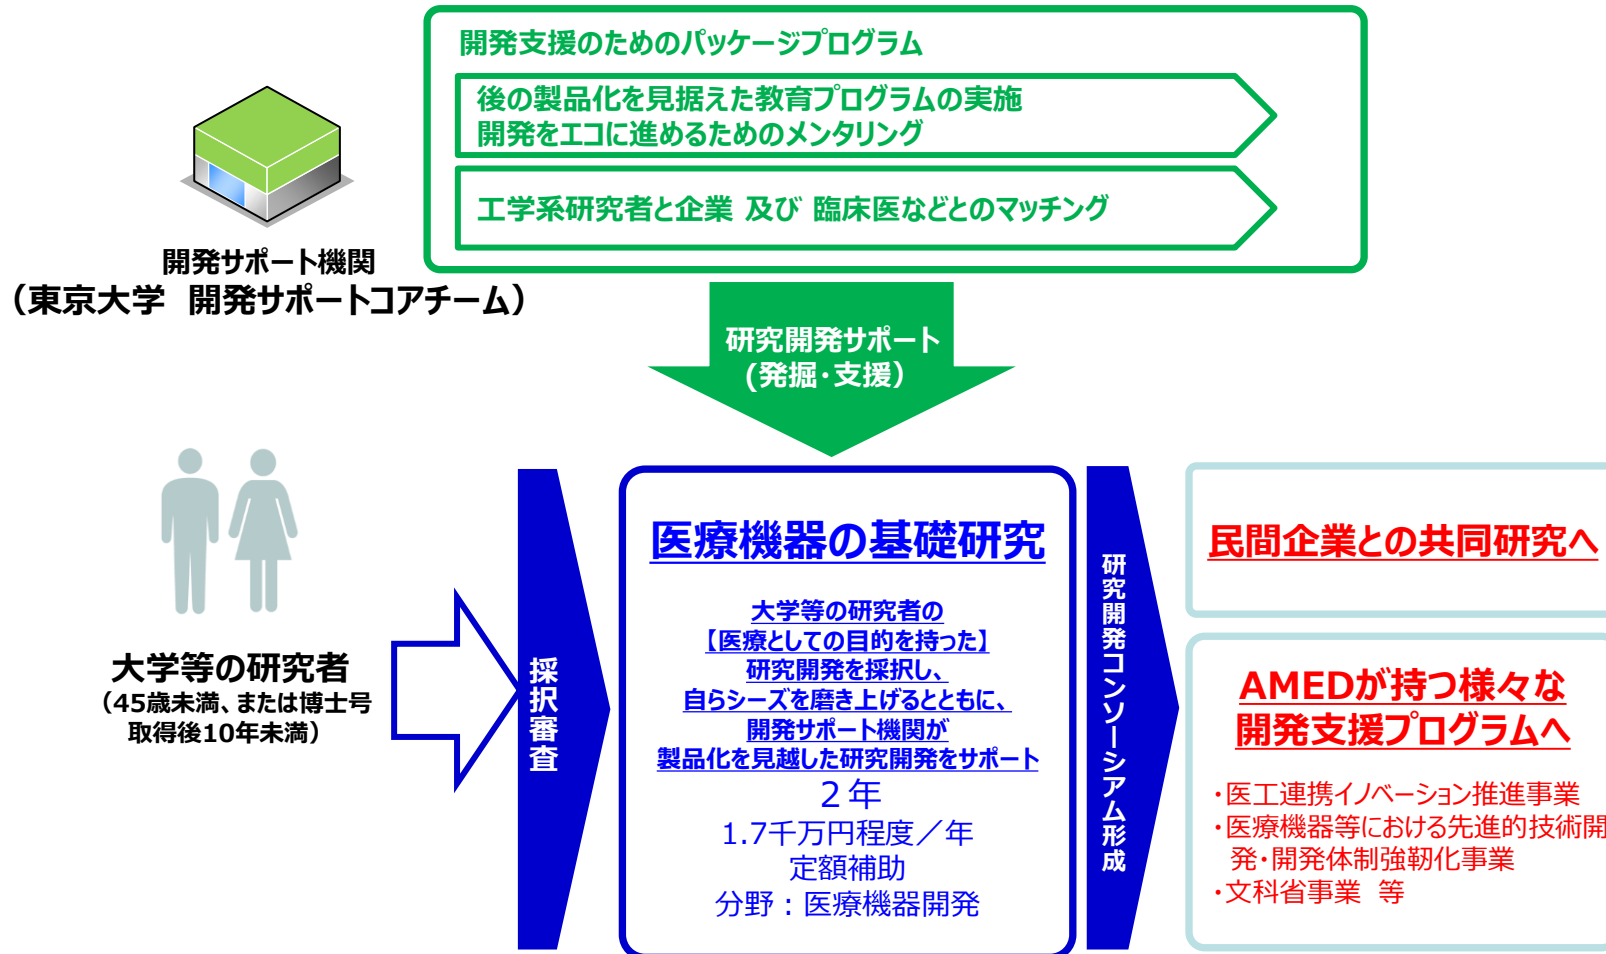 開発支援のためのパッケージプログラム
後の製品化を見据えた教育プログラムの実施
開発をエコに進めるためのメンタリング
工学系研究者と企業 及び 臨床医などとのマッチング
開発サポート機関
（東京大学　開発サポートコアチーム）
研究開発サポート
(発掘・支援）
大学等の研究者
（45歳未満、または博士号
取得後10年未満）
採択審査
医療機器の基礎研究
大学等の研究者の
【医療としての目的を持った】
研究開発を採択し、
自らシーズを磨き上げるとともに、
開発サポート機関が
製品化を見越した研究開発をサポート
２年
1.7千万円程度／年
定額補助
分野：医療機器開発
研究開発コンソーシアム形成
民間企業との共同研究へ
AMEDが持つ様々な
開発支援プログラムへ
・医工連携イノベーション推進事業
・医療機器等における先進的技術開
発・開発体制強靭化事業
・文科省事業 等